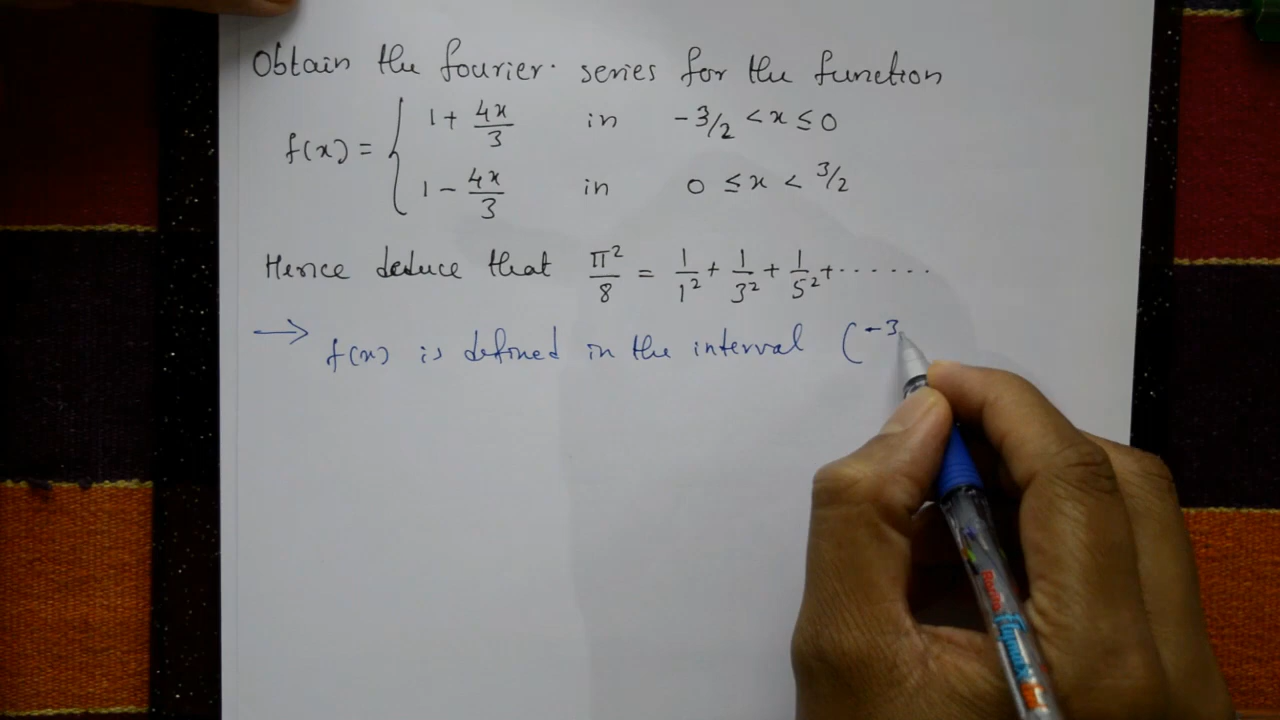 Obtain the fourier. series for the function
f(x) = { 1 + 4x/3 in -3/2 < x ≤ 0
1 - 4x/3 in 0 ≤ x < 3/2
Hence deduce that π²/8 = 1/1² + 1/3² + 1/5² + ......
→ f(x) is defined in the interval (-3